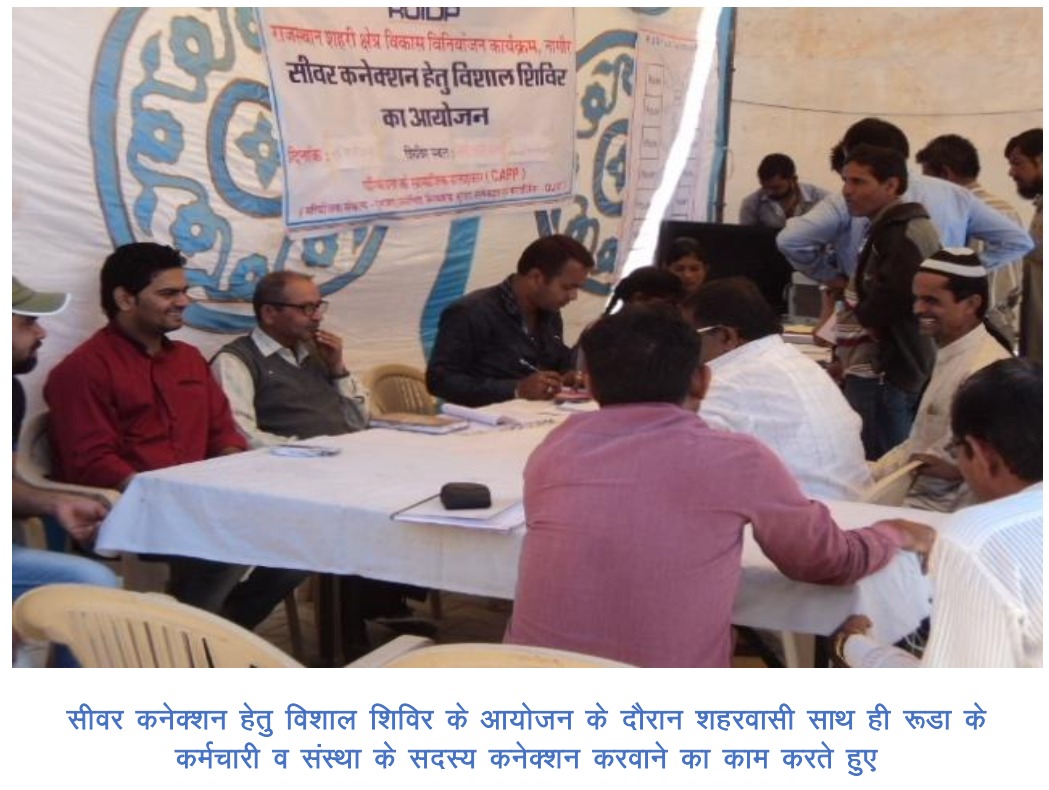 RUIDP
राजस्थान शहरी क्षेत्र विकास विनियोजन कार्यक्रम, नागौर
सीवर कनेक्शन हेतु विशाल शिविर
का आयोजन
दिनांक :
(CAPP)
सीवर कनेक्शन हेतु विशाल शिविर के आयोजन के दौरान शहरवासी साथ ही रूडा के
कर्मचारी व संस्था के सदस्य कनेक्शन करवाने का काम करते हुए